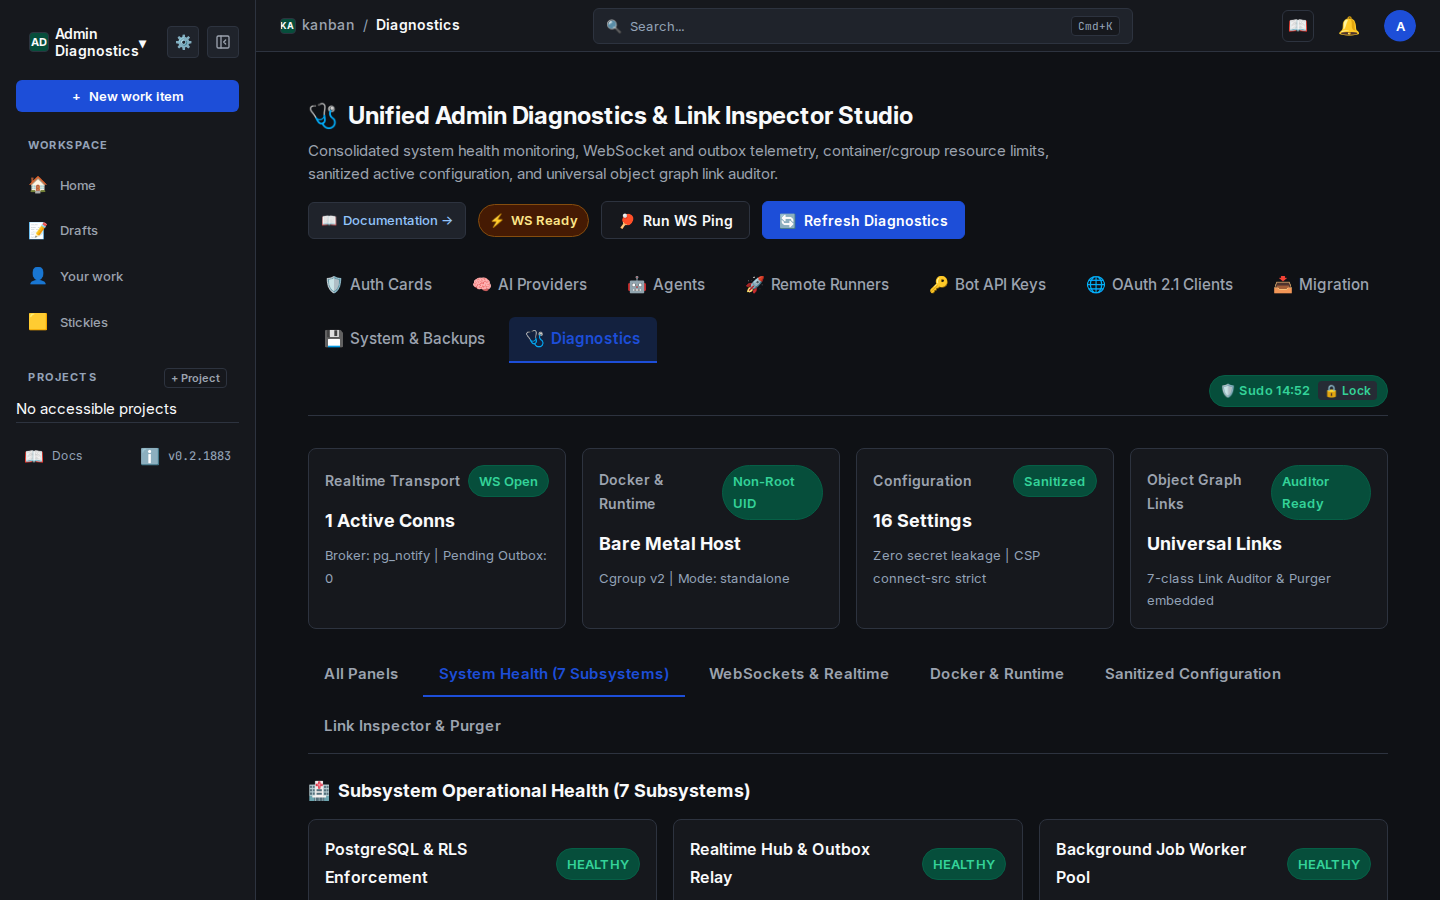 AD Admin Diagnostics ▾
+ New work item
WORKSPACE
Home
Drafts
Your work
Stickies
PROJECTS + Project
No accessible projects
Docs v0.2.1883
KA kanban / Diagnostics
Search... Cmd+K
A
Unified Admin Diagnostics & Link Inspector Studio
Consolidated system health monitoring, WebSocket and outbox telemetry, container/cgroup resource limits,
sanitized active configuration, and universal object graph link auditor.
Documentation → WS Ready Run WS Ping Refresh Diagnostics
Auth Cards AI Providers Agents Remote Runners Bot API Keys OAuth 2.1 Clients Migration
System & Backups Diagnostics
Sudo 14:52 Lock
Realtime Transport WS Open
1 Active Conns
Broker: pg_notify | Pending Outbox:
0
Docker &
Runtime
Non-Root
UID
Bare Metal Host
Cgroup v2 | Mode: standalone
Configuration Sanitized
16 Settings
Zero secret leakage | CSP
connect-src strict
Object Graph
Links
Auditor
Ready
Universal Links
7-class Link Auditor & Purger
embedded
All Panels System Health (7 Subsystems) WebSockets & Realtime Docker & Runtime Sanitized Configuration
Link Inspector & Purger
Subsystem Operational Health (7 Subsystems)
PostgreSQL & RLS
Enforcement
HEALTHY
Realtime Hub & Outbox
Relay
HEALTHY
Background Job Worker
Pool
HEALTHY